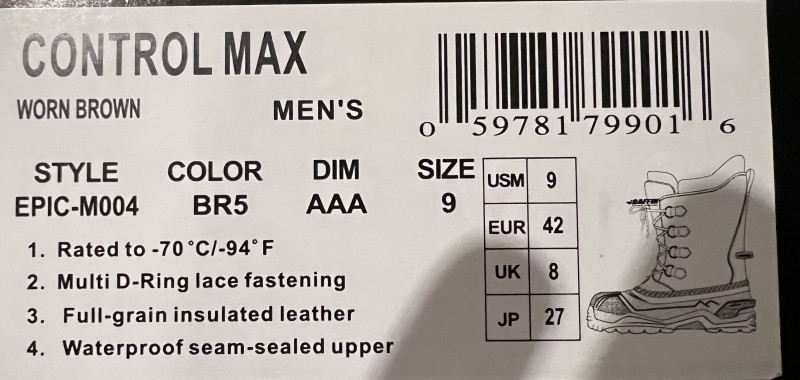 CONTROL MAX
WORN BROWN MEN'S
0 59781 79901 6
STYLE COLOR DIM SIZE
EPIC-M004 BR5 AAA 9
USM 9
EUR 42
UK 8
JP 27
1. Rated to -70°C/-94°F
2. Multi D-Ring lace fastening
3. Full-grain insulated leather
4. Waterproof seam-sealed upper
BAFFIN